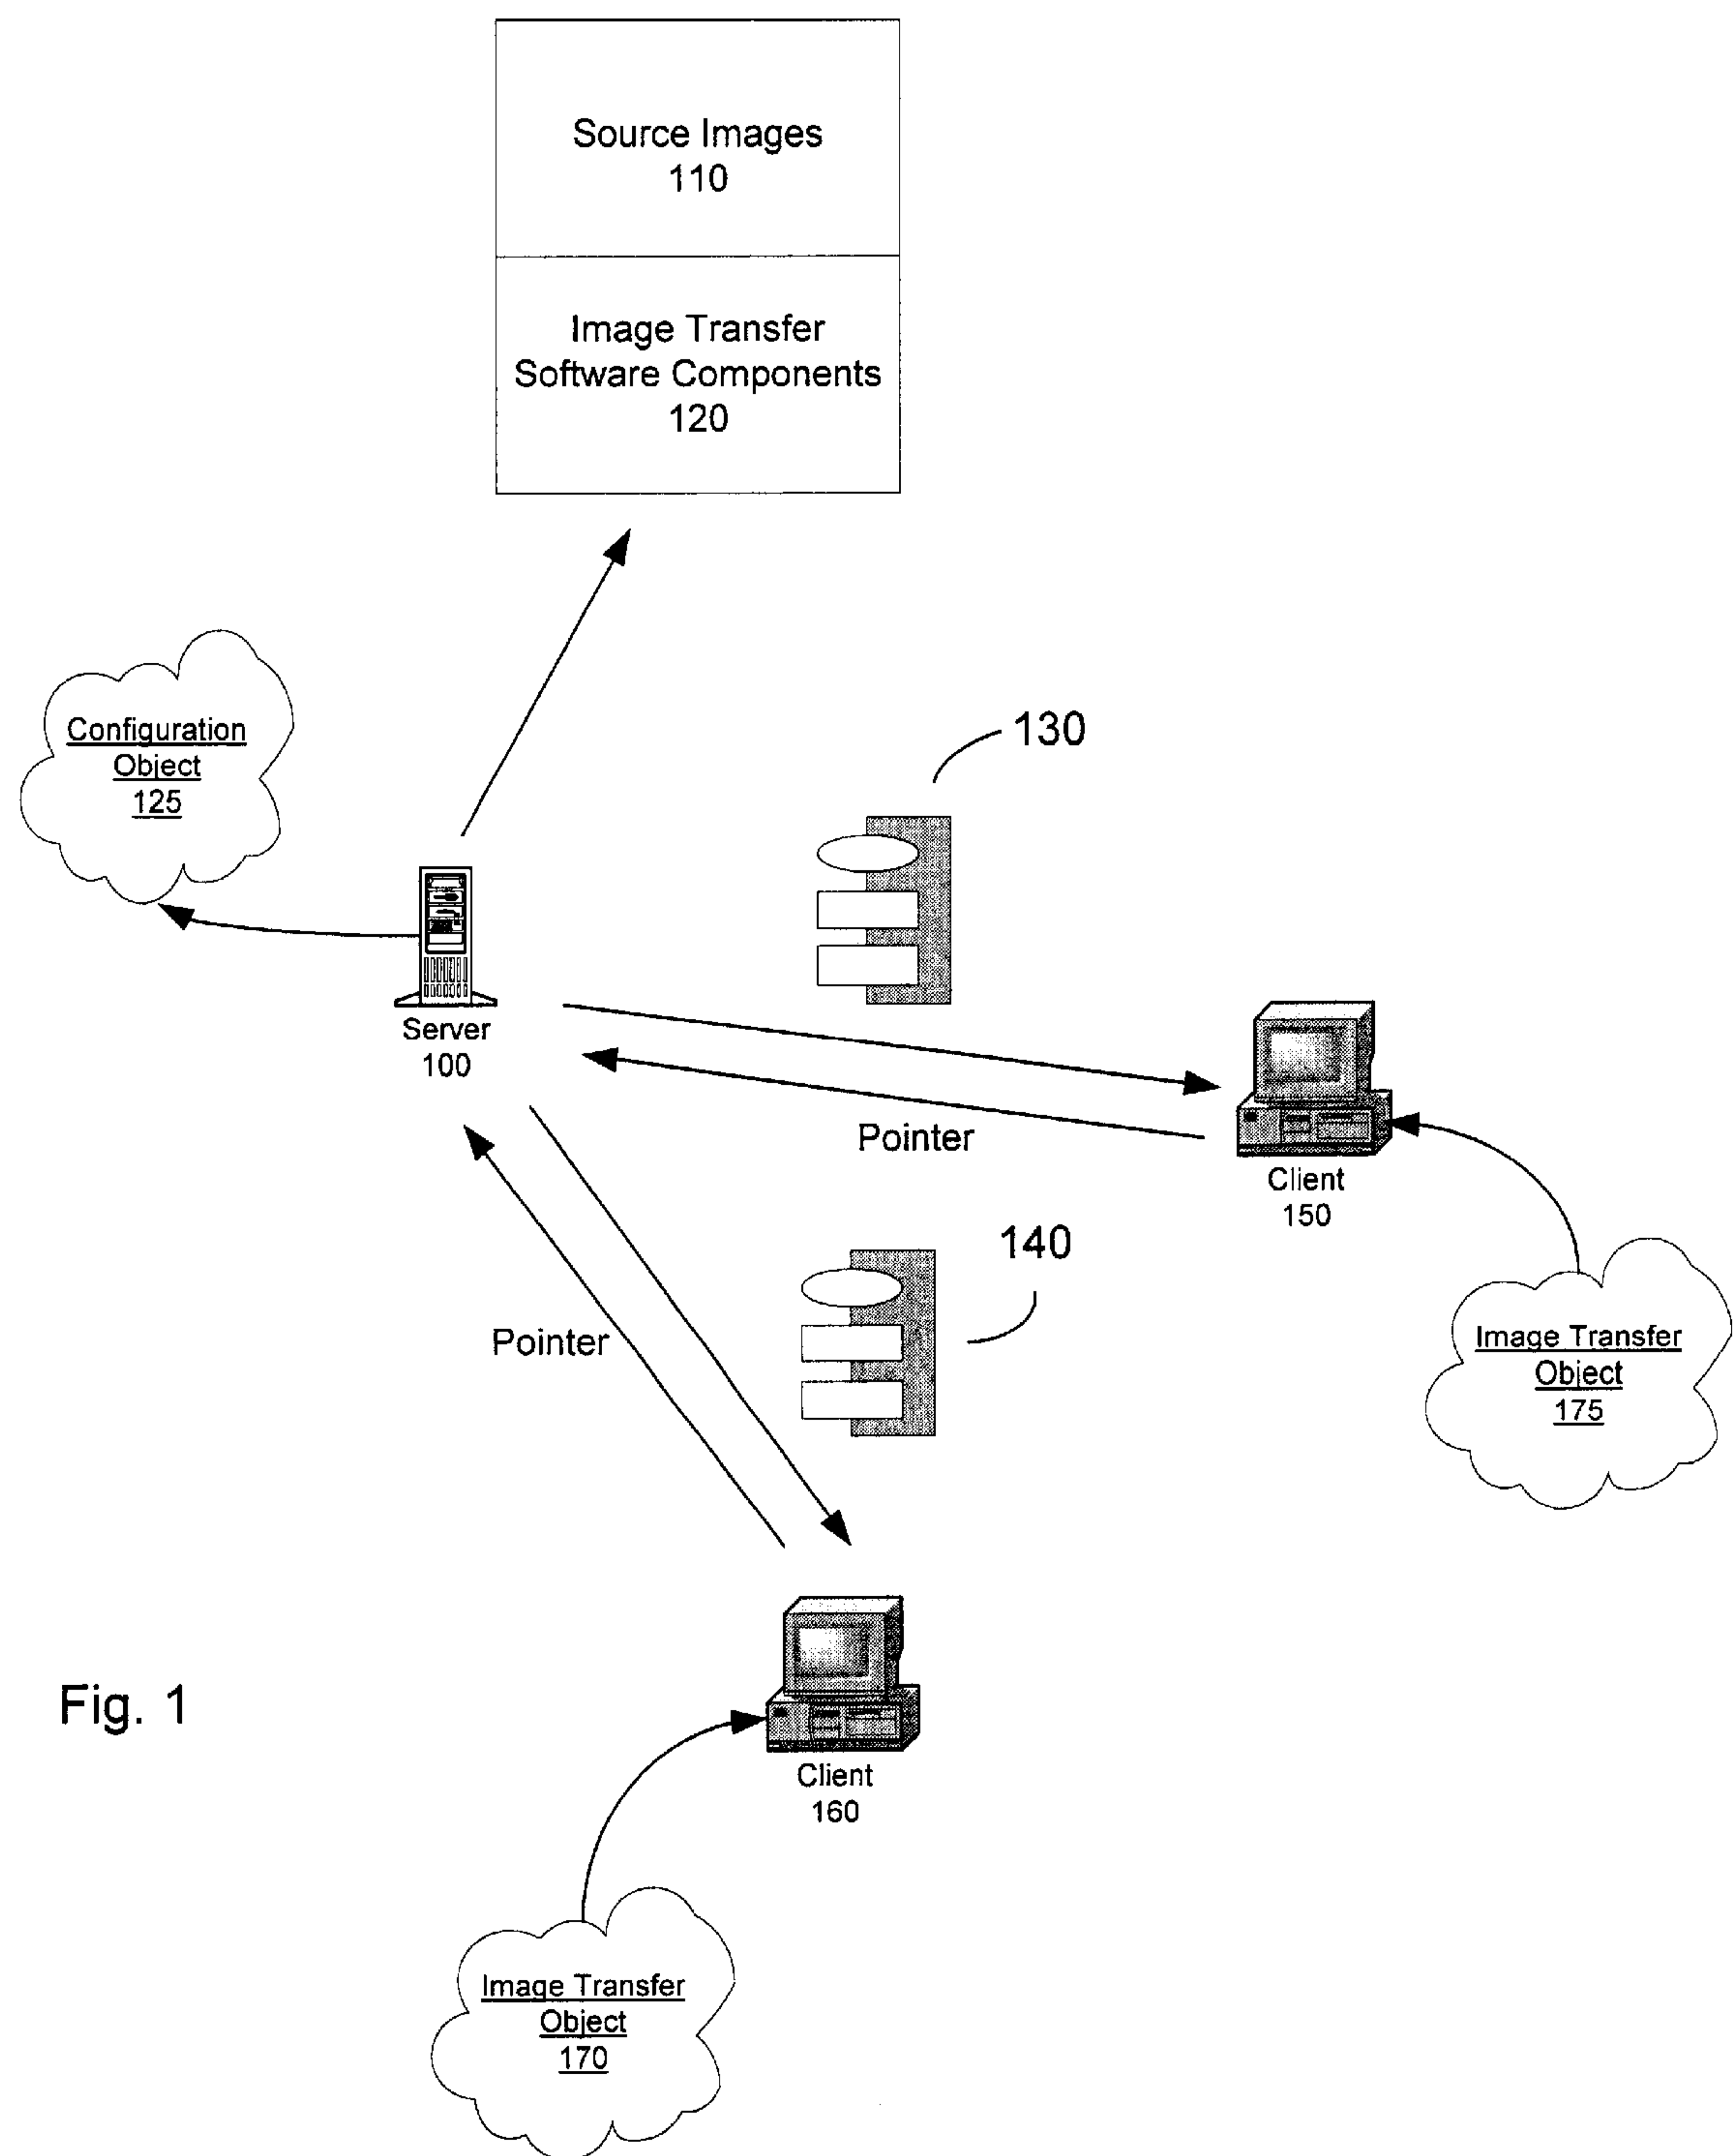 Source Images
110
Image Transfer
Software Components
120
Configuration
Object
125
130
Server
100
Pointer
Client
150
140
Pointer
Image Transfer
Object
175
Fig. 1
Client
160
Image Transfer
Object
170